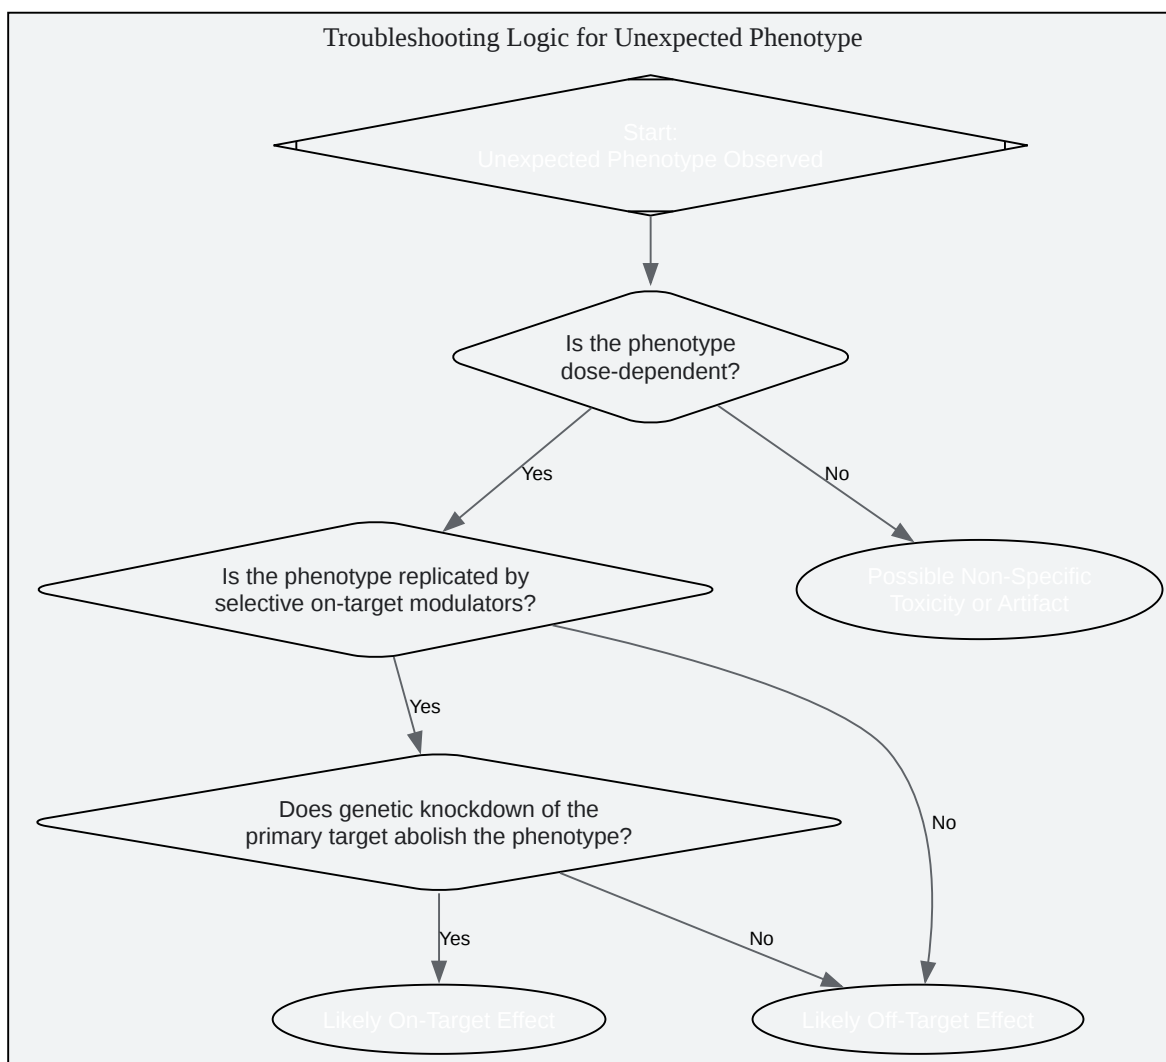 Troubleshooting Logic for Unexpected Phenotype
Start:
Unexpected Phenotype Observed
Is the phenotype
dose-dependent?
Yes
No
Is the phenotype replicated by
selective on-target modulators?
Possible Non-Specific
Toxicity or Artifact
Yes
Does genetic knockdown of the
primary target abolish the phenotype?
No
Yes
No
Likely On-Target Effect
Likely Off-Target Effect